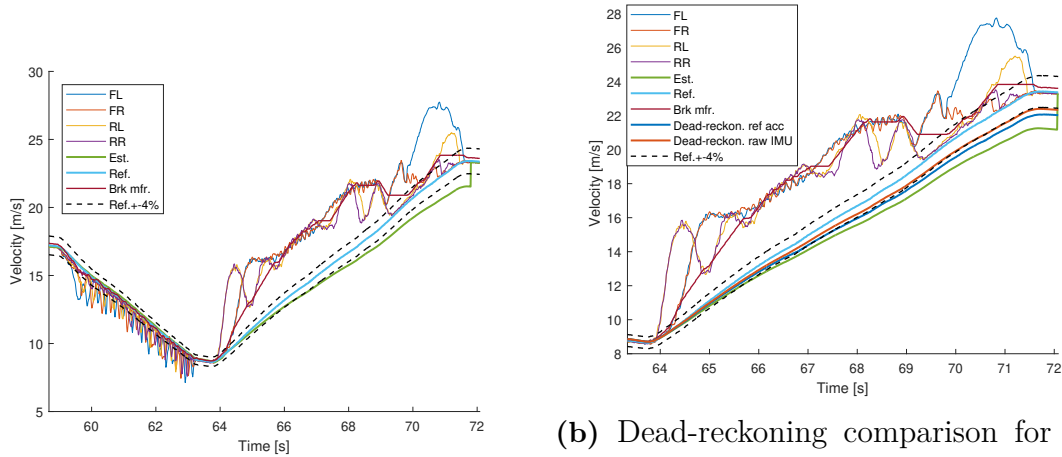 30
25
20
15
10
5
Velocity [m/s]
60
62
64
66
68
70
72
Time [s]
FL
FR
RL
RR
Est.
Ref.
Brk mfr.
Ref.+-4%
28
26
24
22
20
18
16
14
12
10
8
Velocity [m/s]
64
65
66
67
68
69
70
71
72
Time [s]
FL
FR
RL
RR
Est.
Ref.
Brk mfr.
Dead-reckon. ref acc
Dead-reckon. raw IMU
Ref.+-4%
(b) Dead-reckoning comparison for